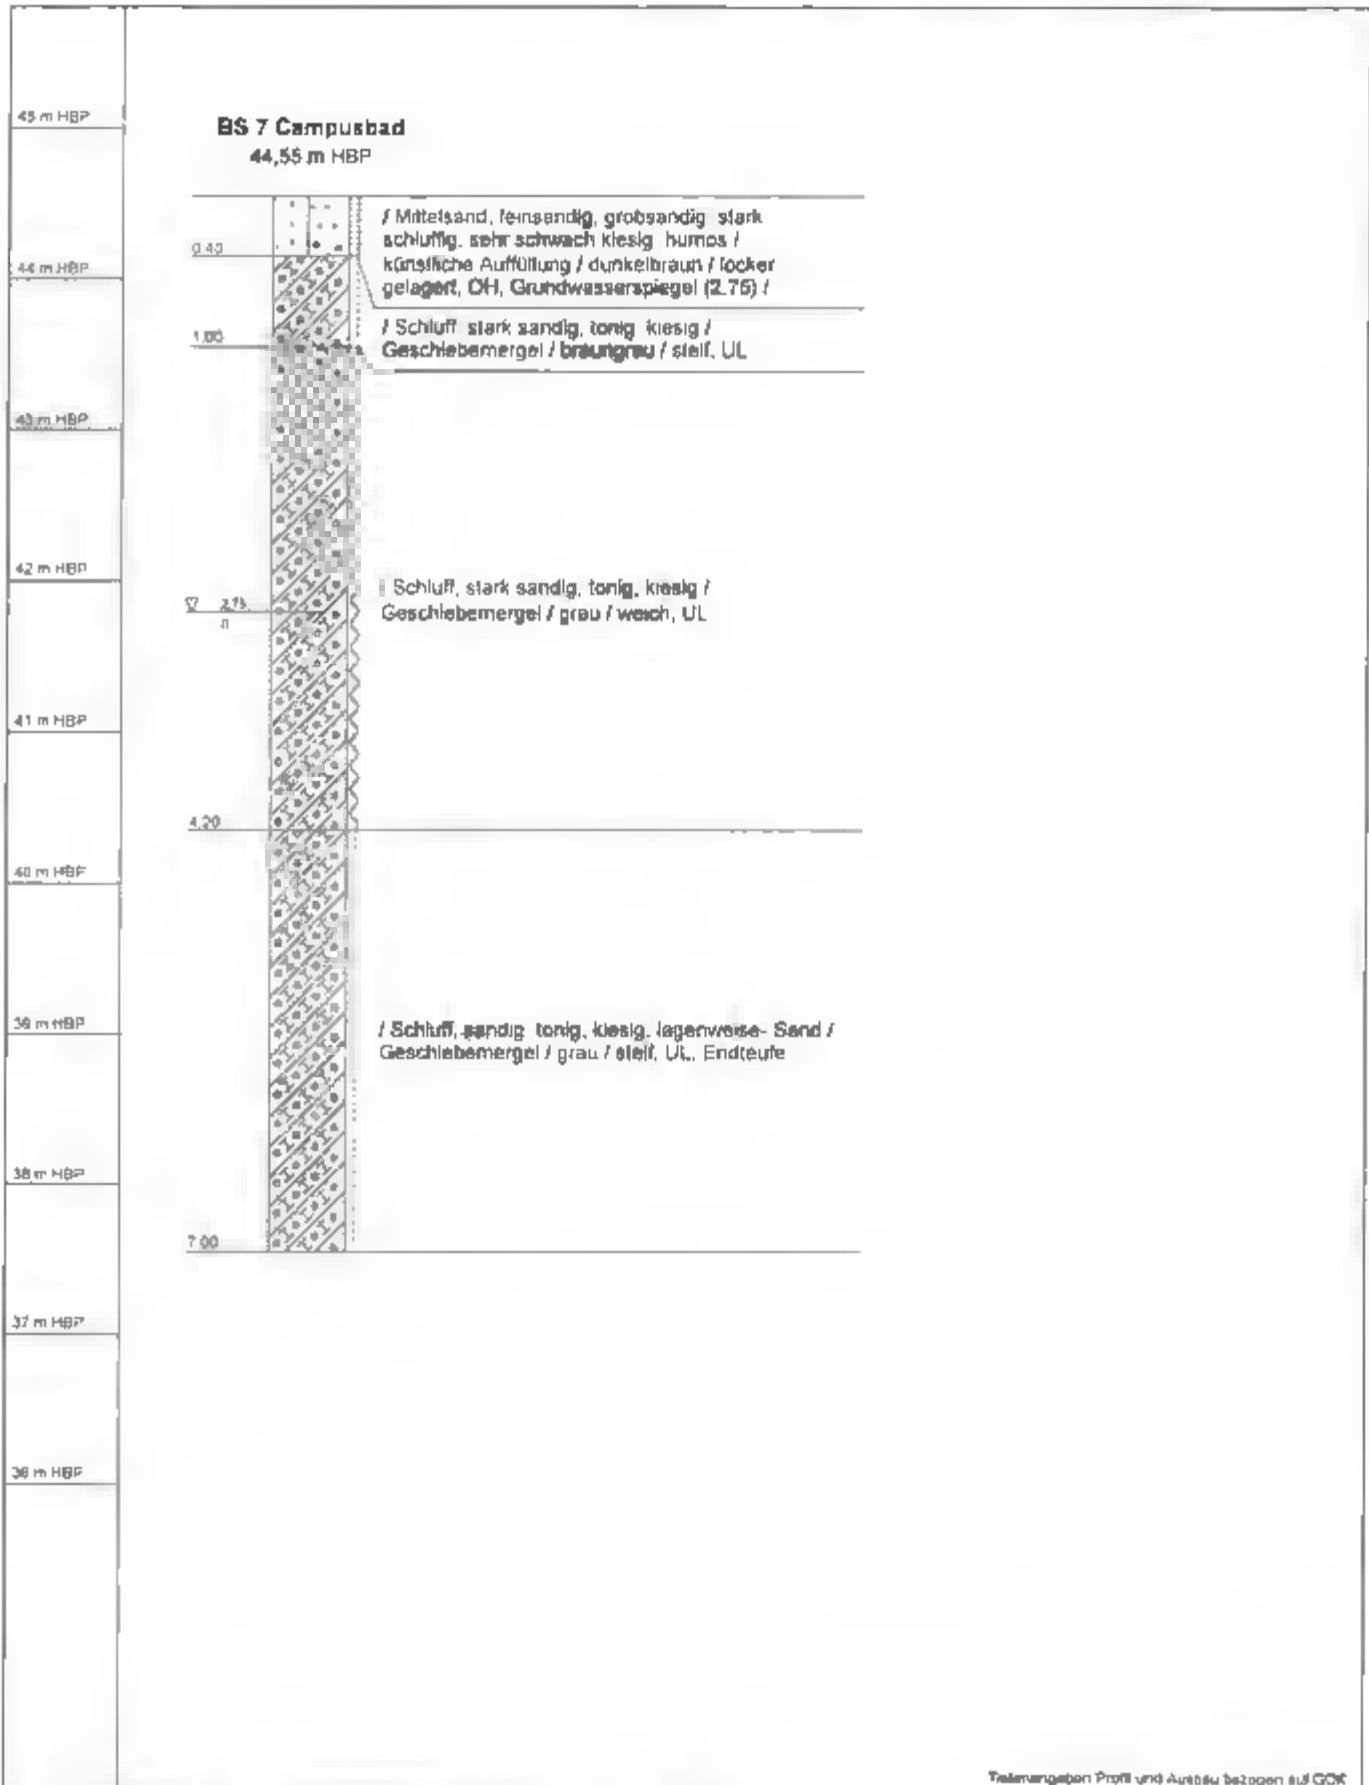 45 m HBP
BS 7 Campusbad
44,55 m HBP
/ Mittelsand, feinsandig, grobsandig stark
schluffig, sehr schwach kiesig humos /
0.40
künstliche Auffüllung / dunkelbraun / locker
44 m HBP
gelagert, OH, Grundwasserspiegel (2.75) /
/ Schluff stark sandig, tonig kiesig /
1.00
Geschiebemergel / braungrau / steif, UL
43 m HBP
42 m HBP
/ Schluff, stark sandig, tonig, kiesig /
2.75
Geschiebemergel / grau / weich, UL
41 m HBP
4.20
40 m HBP
39 m HBP
/ Schluff, sandig tonig, kiesig, lagenweise- Sand /
Geschiebemergel / grau / steif, UL, Endteufe
38 m HBP
7.00
37 m HBP
36 m HBP
Tiefenangaben Profil und Ausbau bezogen auf GOK